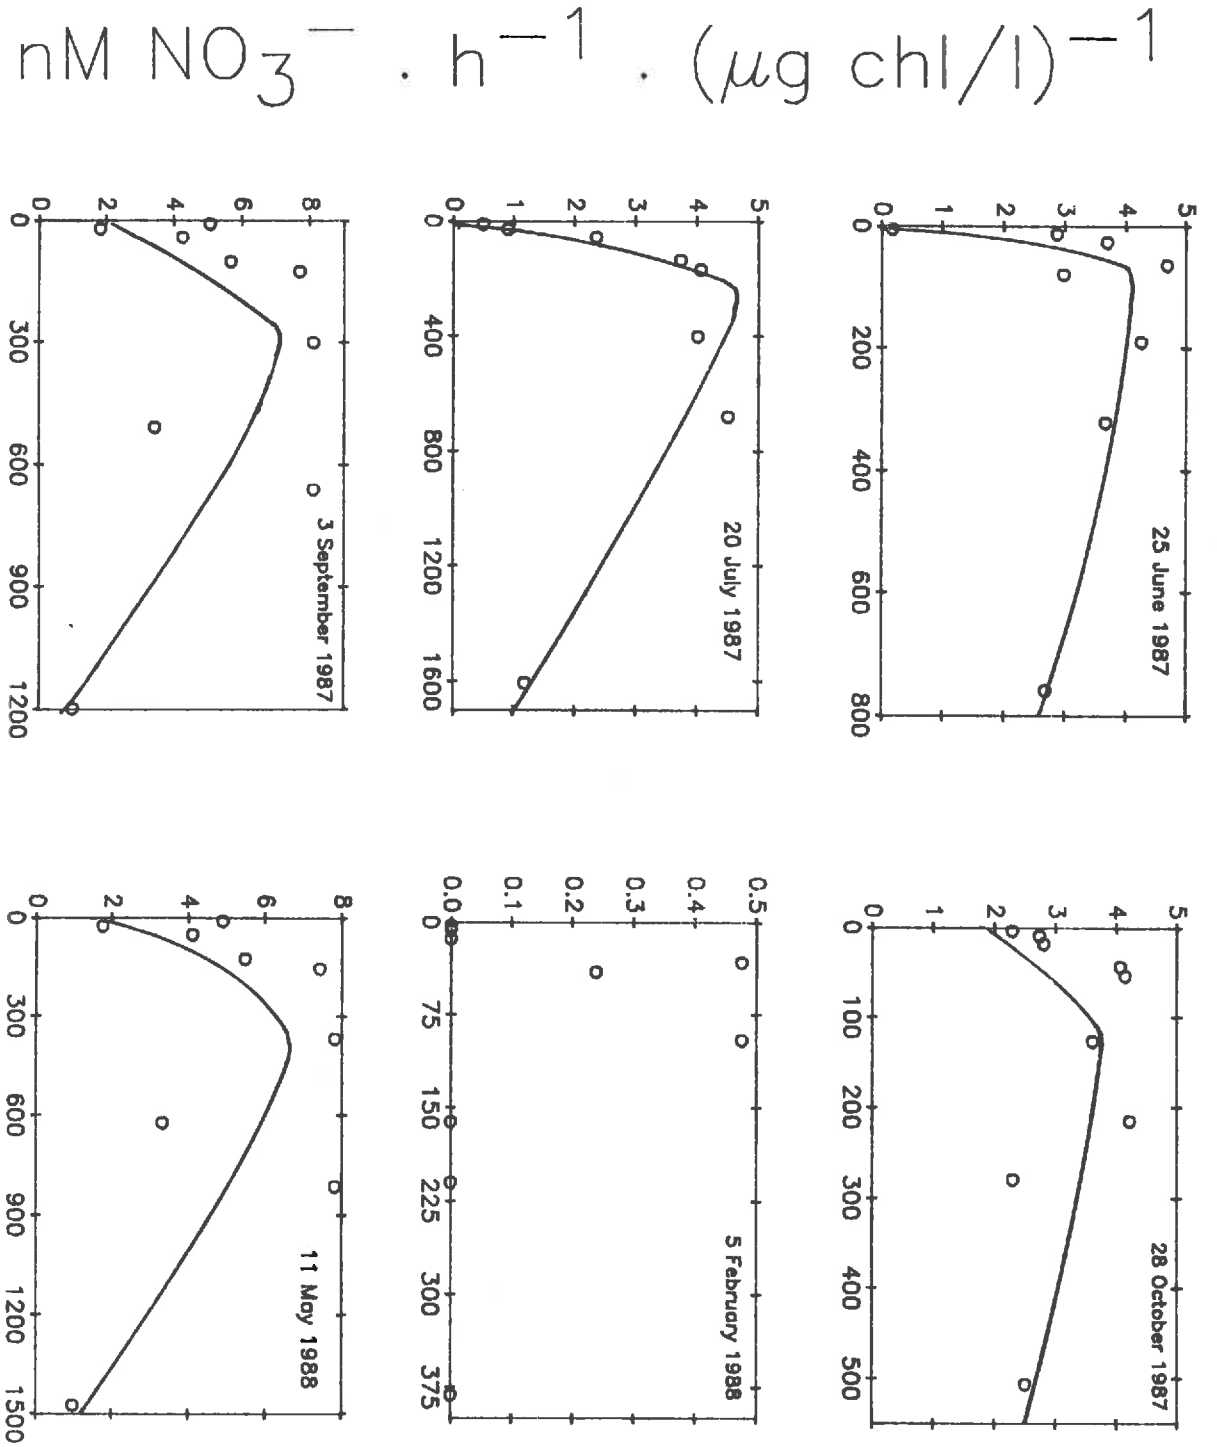 nM NO3− · h−1 · (μg chl/l)−1
0 2 4 6 8
0 300 600 900 1200
3 September 1987
0 1 2 3 4 5
0 400 800 1200 1600
20 July 1987
0 1 2 3 4 5
0 200 400 600 800
25 June 1987
0 2 4 6 8
0 300 600 900 1200 1500
11 May 1988
0.0 0.1 0.2 0.3 0.4 0.5
0 75 150 225 300 375
5 February 1988
0 1 2 3 4 5
0 100 200 300 400 500
28 October 1987